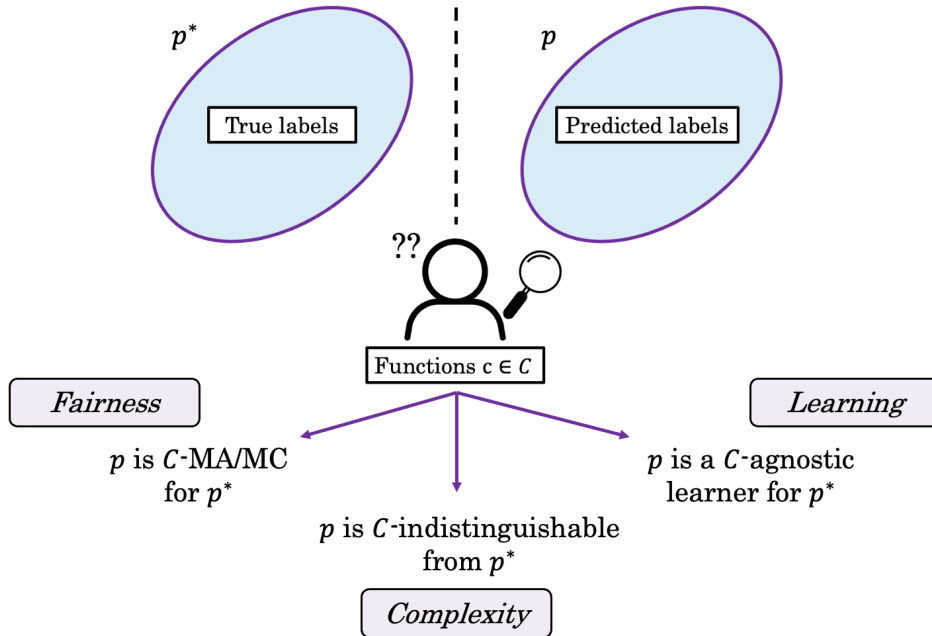 p*
p
True labels
Predicted labels
??
Functions c ∈ C
Fairness
Learning
p is C-MA/MC
for p*
p is a C-agnostic
learner for p*
p is C-indistinguishable
from p*
Complexity